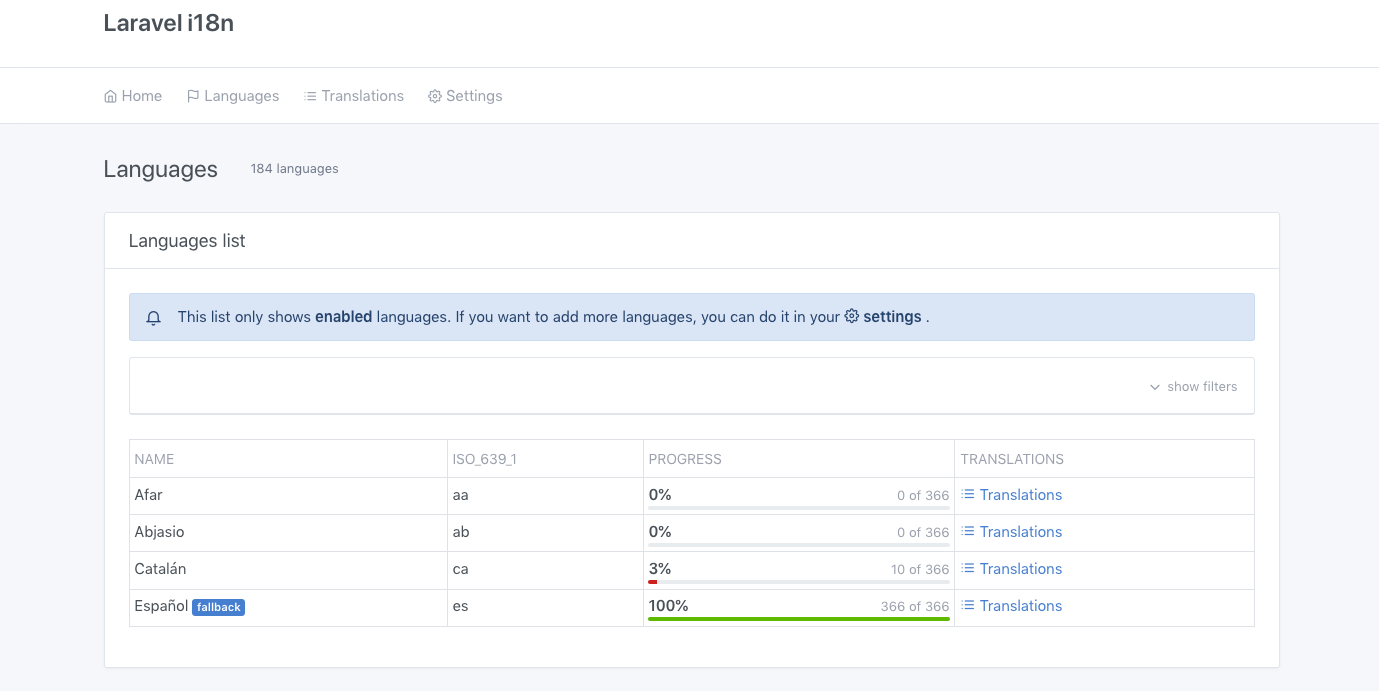 Laravel i18n
Home Languages Translations Settings
Languages 184 languages
Languages list
This list only shows enabled languages. If you want to add more languages, you can do it in your settings .
show filters
NAME ISO_639_1 PROGRESS TRANSLATIONS
Afar aa 0% 0 of 366 Translations
Abjasio ab 0% 0 of 366 Translations
Catalán ca 3% 10 of 366 Translations
Español fallback es 100% 366 of 366 Translations